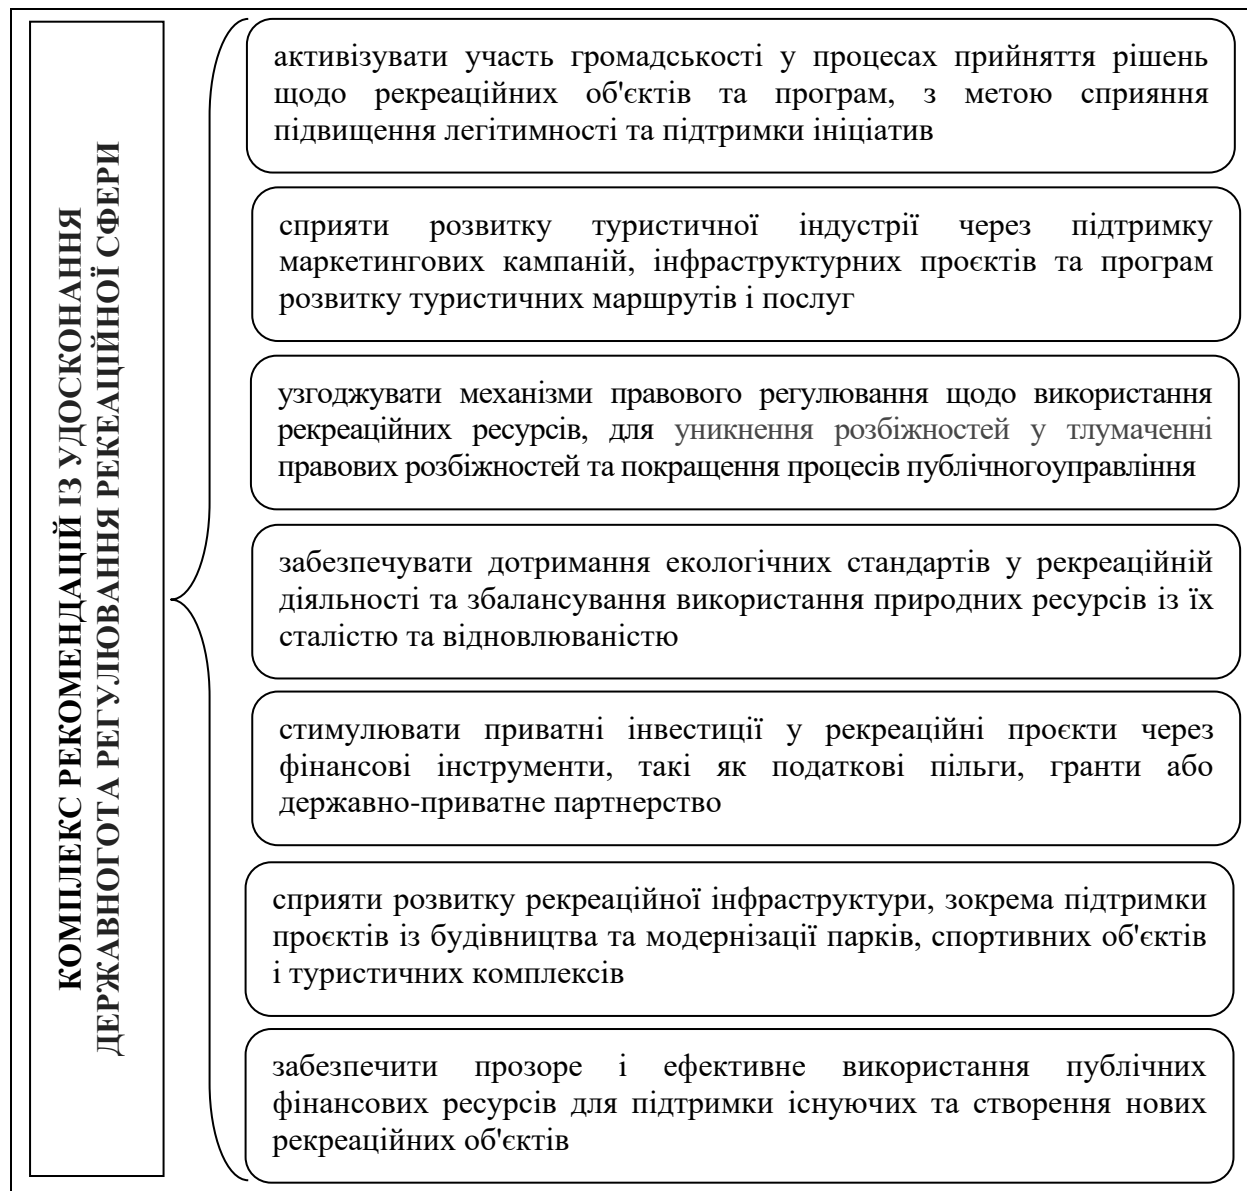 КОМПЛЕКС РЕКОМЕНДАЦІЙ ІЗ УДОСКОНАННЯ
ДЕРЖАВНОГОТА РЕГУЛЮВАННЯ РЕКЕАЦІЙНОЇ СФЕРИ
активізувати участь громадськості у процесах прийняття рішень
щодо рекреаційних об'єктів та програм, з метою сприяння
підвищення легітимності та підтримки ініціатив
сприяти розвитку туристичної індустрії через підтримку
маркетингових кампаній, інфраструктурних проєктів та програм
розвитку туристичних маршрутів і послуг
узгоджувати механізми правового регулювання щодо використання
рекреаційних ресурсів, для уникнення розбіжностей у тлумаченні
правових розбіжностей та покращення процесів публічногоуправління
забезпечувати дотримання екологічних стандартів у рекреаційній
діяльності та збалансування використання природних ресурсів із їх
сталістю та відновлюваністю
стимулювати приватні інвестиції у рекреаційні проєкти через
фінансові інструменти, такі як податкові пільги, гранти або
державно-приватне партнерство
сприяти розвитку рекреаційної інфраструктури, зокрема підтримки
проєктів із будівництва та модернізації парків, спортивних об'єктів
і туристичних комплексів
забезпечити прозоре і ефективне використання публічних
фінансових ресурсів для підтримки існуючих та створення нових
рекреаційних об'єктів